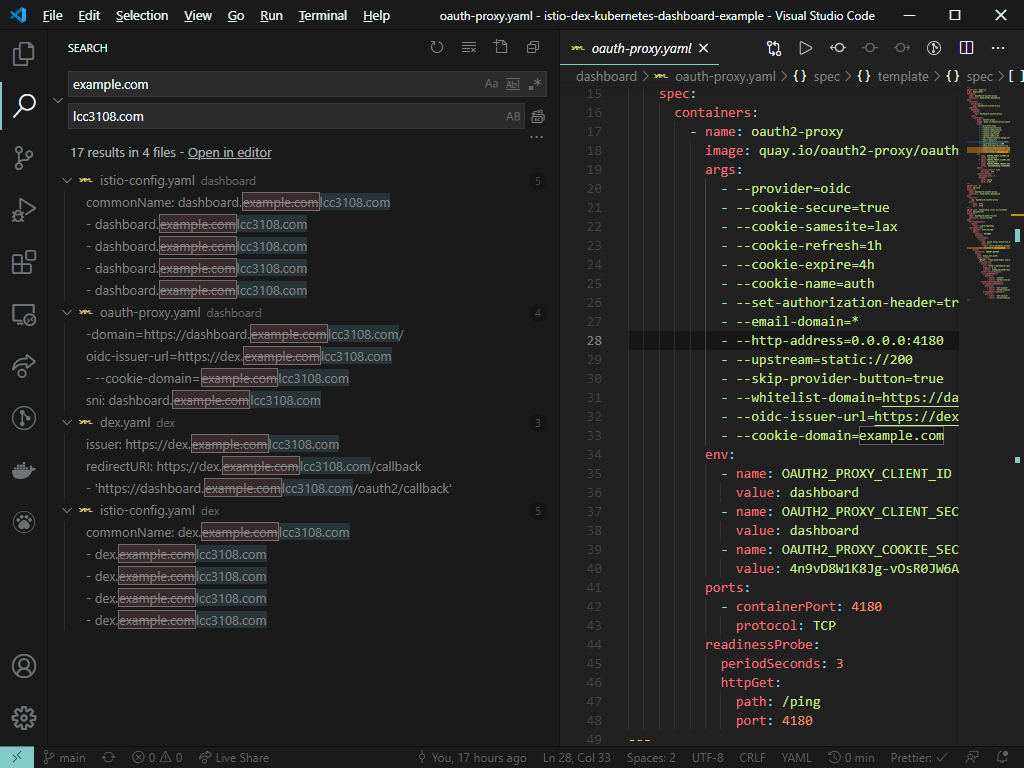 File Edit Selection View Go Run Terminal Help oauth-proxy.yaml - istio-dex-kubernetes-dashboard-example - Visual Studio Code
SEARCH
example.com
Aa Ab .*
lcc3108.com
AB
17 results in 4 files - Open in editor
istio-config.yaml dashboard 5
commonName: dashboard.example.comlcc3108.com
- dashboard.example.comlcc3108.com
- dashboard.example.comlcc3108.com
- dashboard.example.comlcc3108.com
- dashboard.example.comlcc3108.com
oauth-proxy.yaml dashboard 4
-domain=https://dashboard.example.comlcc3108.com/
oidc-issuer-url=https://dex.example.comlcc3108.com
- --cookie-domain=example.comlcc3108.com
sni: dashboard.example.comlcc3108.com
dex.yaml dex 3
issuer: https://dex.example.comlcc3108.com
redirectURI: https://dex.example.comlcc3108.com/callback
- 'https://dashboard.example.comlcc3108.com/oauth2/callback'
istio-config.yaml dex 5
commonName: dex.example.comlcc3108.com
- dex.example.comlcc3108.com
- dex.example.comlcc3108.com
- dex.example.comlcc3108.com
- dex.example.comlcc3108.com
oauth-proxy.yaml
dashboard > oauth-proxy.yaml > {} spec > {} template > {} spec > [ ]
15 spec:
16 containers:
17 - name: oauth2-proxy
18 image: quay.io/oauth2-proxy/oauth
19 args:
20 - --provider=oidc
21 - --cookie-secure=true
22 - --cookie-samesite=lax
23 - --cookie-refresh=1h
24 - --cookie-expire=4h
25 - --cookie-name=auth
26 - --set-authorization-header=tr
27 - --email-domain=*
28 - --http-address=0.0.0.0:4180
29 - --upstream=static://200
30 - --skip-provider-button=true
31 - --whitelist-domain=https://da
32 - --oidc-issuer-url=https://dex
33 - --cookie-domain=example.com
34 env:
35 - name: OAUTH2_PROXY_CLIENT_ID
36 value: dashboard
37 - name: OAUTH2_PROXY_CLIENT_SEC
38 value: dashboard
39 - name: OAUTH2_PROXY_COOKIE_SEC
40 value: 4n9vD8W1K8Jg-vOsR0JW6A
41 ports:
42 - containerPort: 4180
43 protocol: TCP
44 readinessProbe:
45 periodSeconds: 3
46 httpGet:
47 path: /ping
48 port: 4180
49 ---
main 0 0 Live Share You, 17 hours ago Ln 28, Col 33 Spaces: 2 UTF-8 CRLF YAML 0 min Prettier: